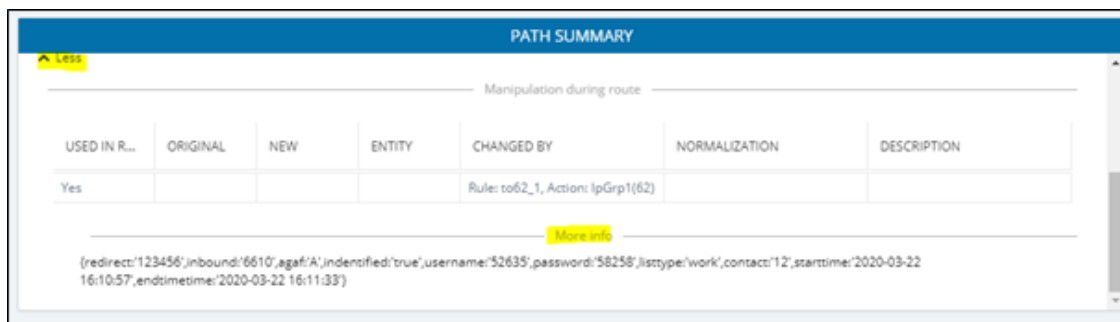 PATH SUMMARY
Less
Manipulation during route
USED IN R... ORIGINAL NEW ENTITY CHANGED BY NORMALIZATION DESCRIPTION
Yes Rule: to62_1, Action: IpGrp1(62)
More info
{redirect:'123456',inbound:'6610',agaf:'A',indentified:'true',username:'52635',password:'58258',listtype:'work',contact:'12',starttime:'2020-03-22
16:10:57',endtimetime:'2020-03-22 16:11:33'}